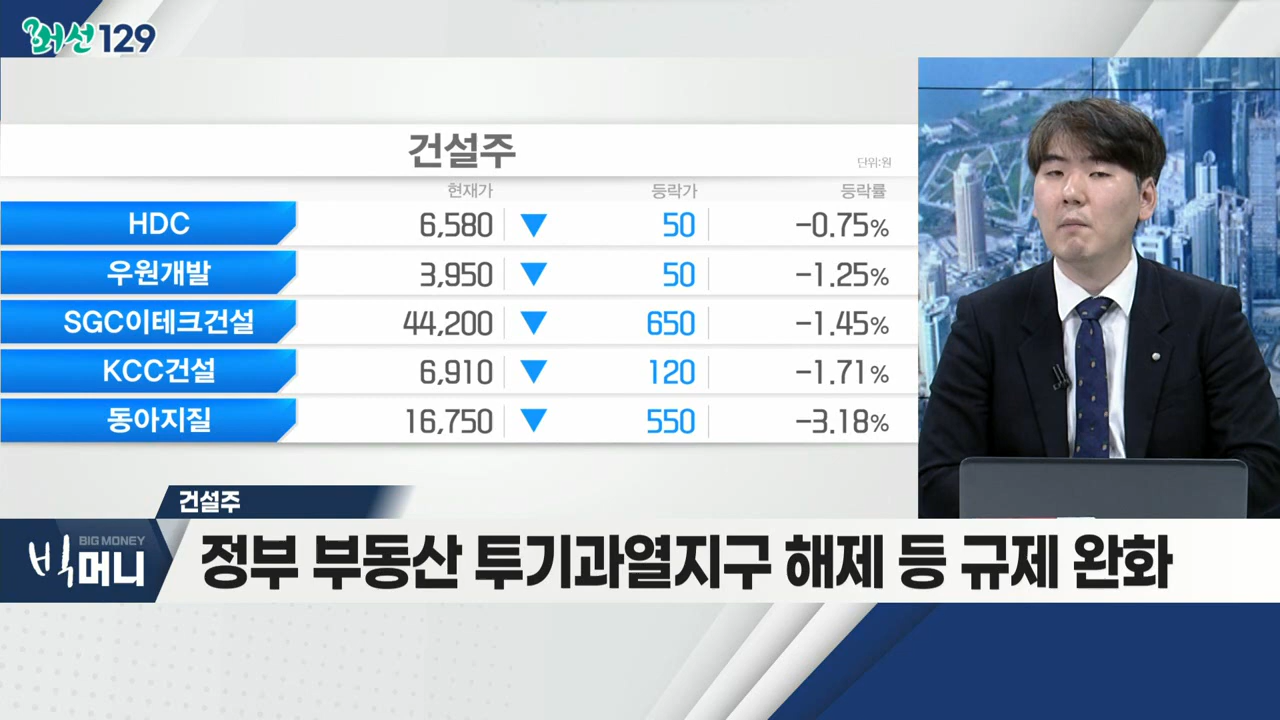 머선129
건설주
단위:원
현재가 등락가 등락률
HDC 6,580 ▼ 50 -0.75%
우원개발 3,950 ▼ 50 -1.25%
SGC이테크건설 44,200 ▼ 650 -1.45%
KCC건설 6,910 ▼ 120 -1.71%
동아지질 16,750 ▼ 550 -3.18%
건설주
BIG MONEY
빅머니
정부 부동산 투기과열지구 해제 등 규제 완화